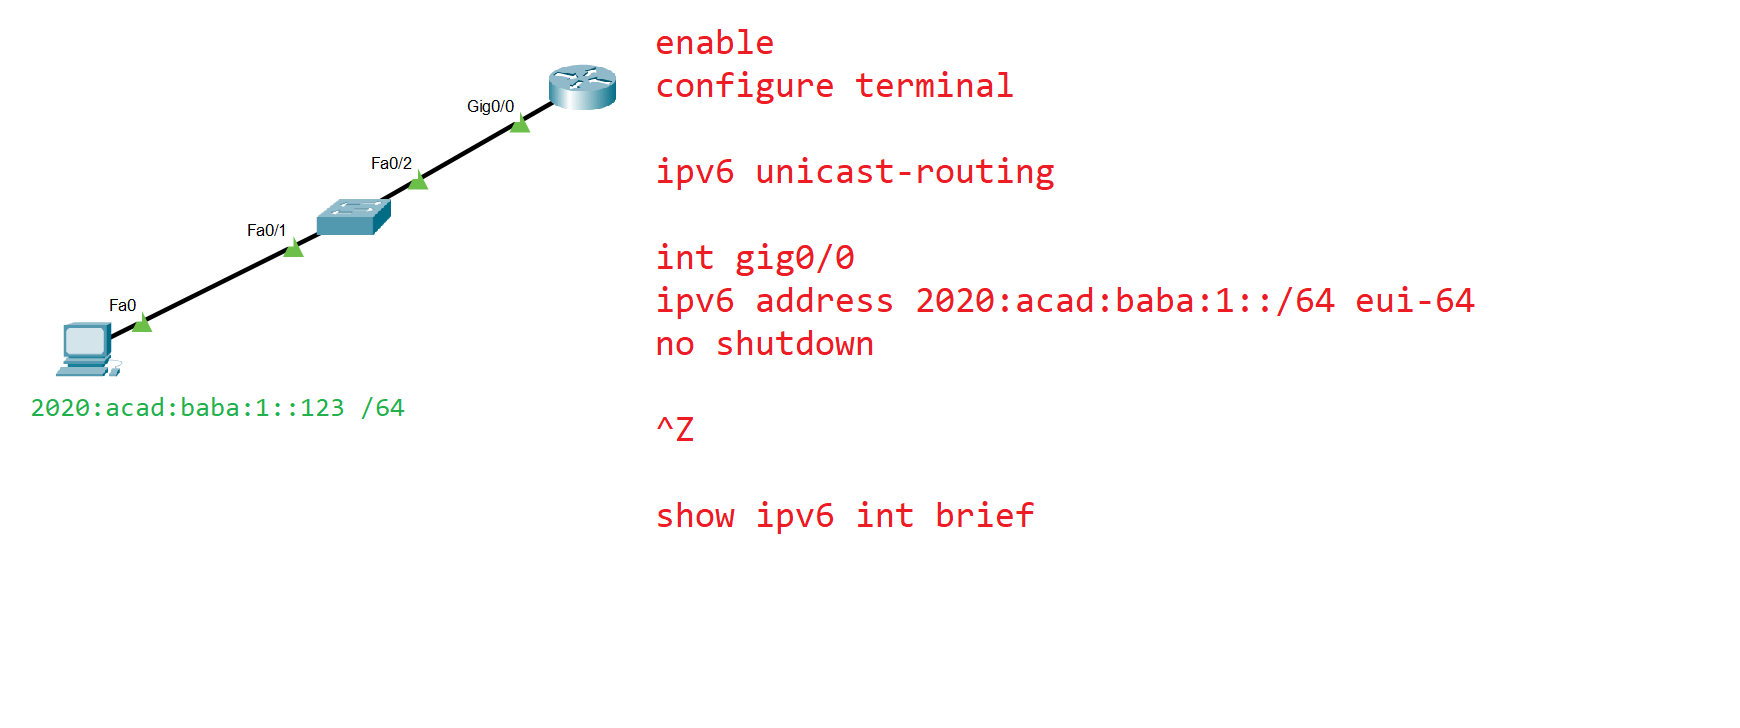 enable
configure terminal
ipv6 unicast-routing
int gig0/0
ipv6 address 2020:acad:baba:1::/64 eui-64
no shutdown
^Z
show ipv6 int brief
Gig0/0
Fa0/2
Fa0/1
Fa0
2020:acad:baba:1::123 /64